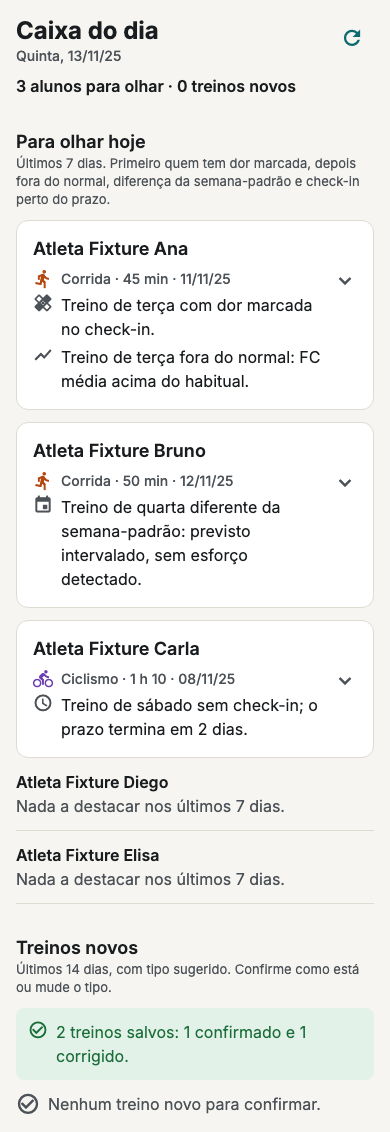 Caixa do dia
Quinta, 13/11/25
3 alunos para olhar · 0 treinos novos
Para olhar hoje
Últimos 7 dias. Primeiro quem tem dor marcada, depois
fora do normal, diferença da semana-padrão e check-in
perto do prazo.
Atleta Fixture Ana
Corrida · 45 min · 11/11/25
Treino de terça com dor marcada
no check-in.
Treino de terça fora do normal: FC
média acima do habitual.
Atleta Fixture Bruno
Corrida · 50 min · 12/11/25
Treino de quarta diferente da
semana-padrão: previsto
intervalado, sem esforço
detectado.
Atleta Fixture Carla
Ciclismo · 1 h 10 · 08/11/25
Treino de sábado sem check-in; o
prazo termina em 2 dias.
Atleta Fixture Diego
Nada a destacar nos últimos 7 dias.
Atleta Fixture Elisa
Nada a destacar nos últimos 7 dias.
Treinos novos
Últimos 14 dias, com tipo sugerido. Confirme como está
ou mude o tipo.
2 treinos salvos: 1 confirmado e 1
corrigido.
Nenhum treino novo para confirmar.